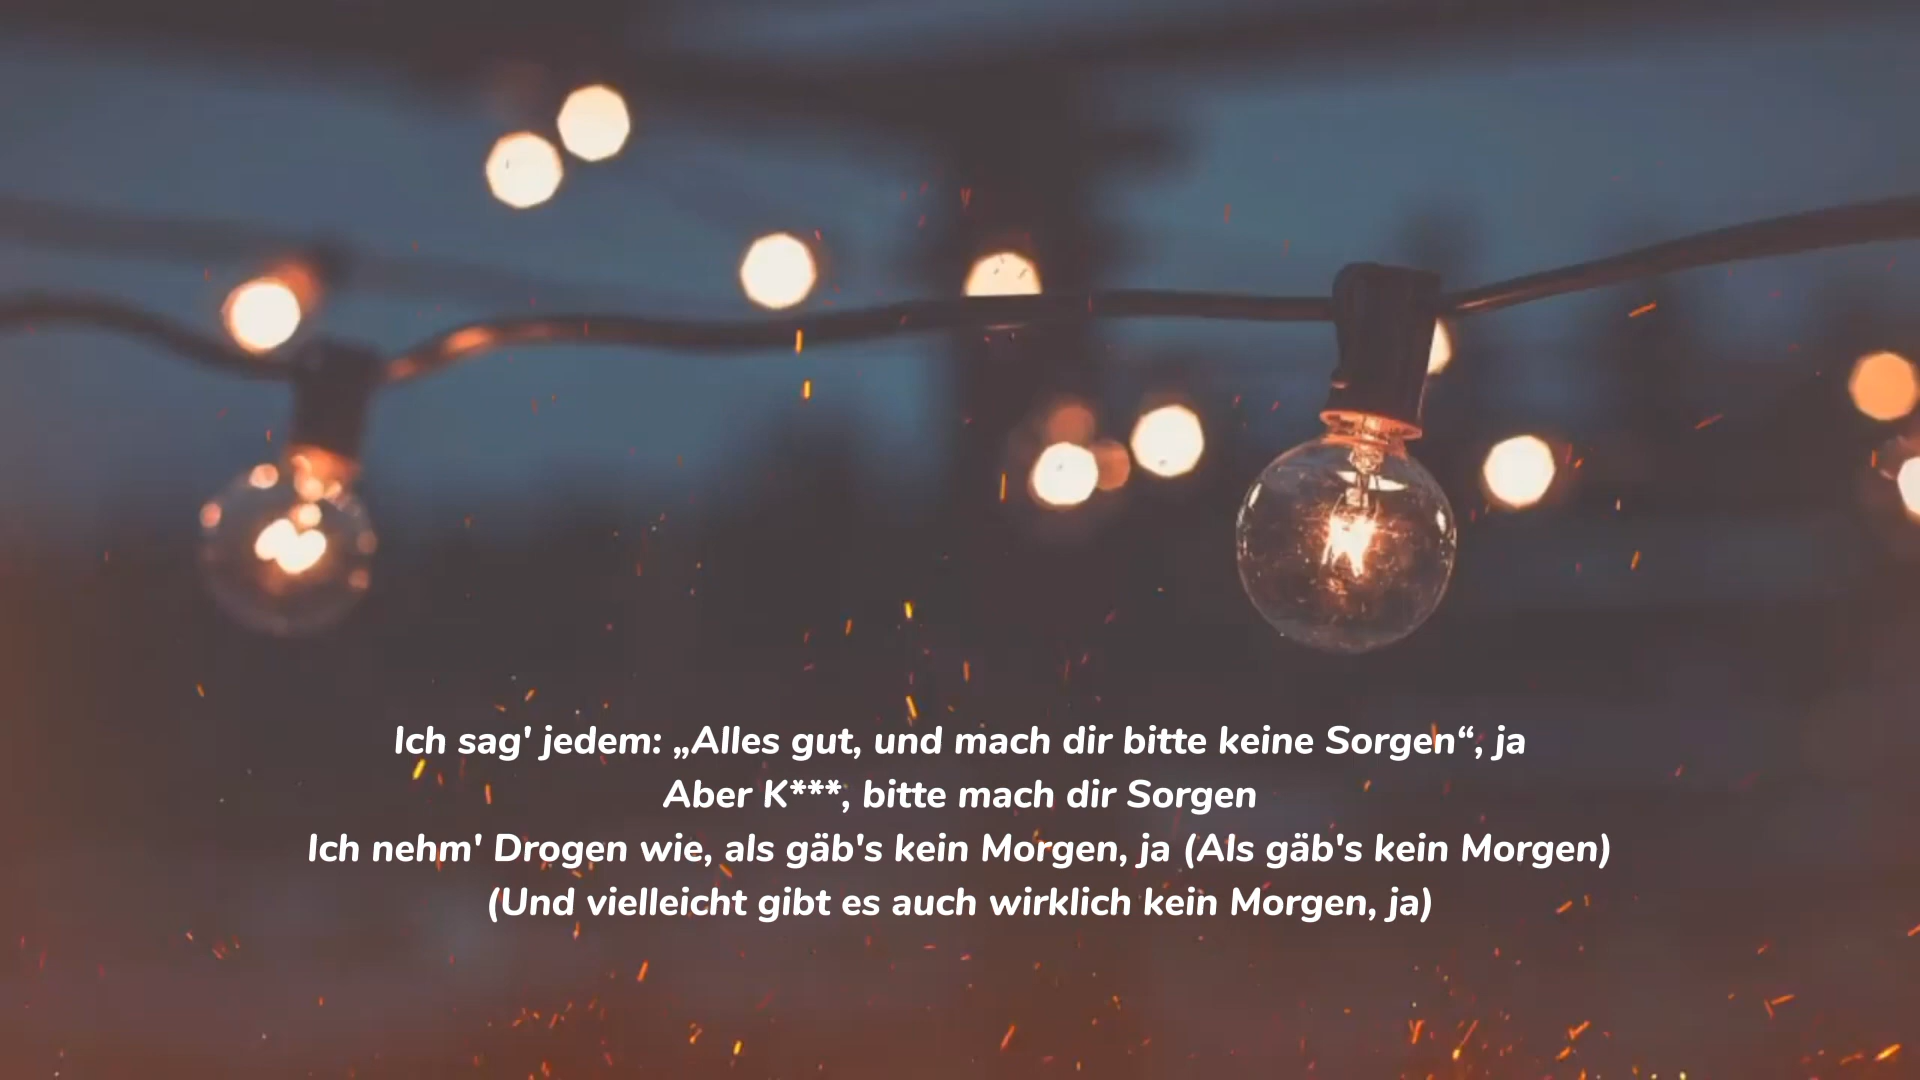 Ich sag' jedem: „Alles gut, und mach dir bitte keine Sorgen“, ja
Aber K***, bitte mach dir Sorgen
Ich nehm' Drogen wie, als gäb's kein Morgen, ja (Als gäb's kein Morgen)
(Und vielleicht gibt es auch wirklich kein Morgen, ja)